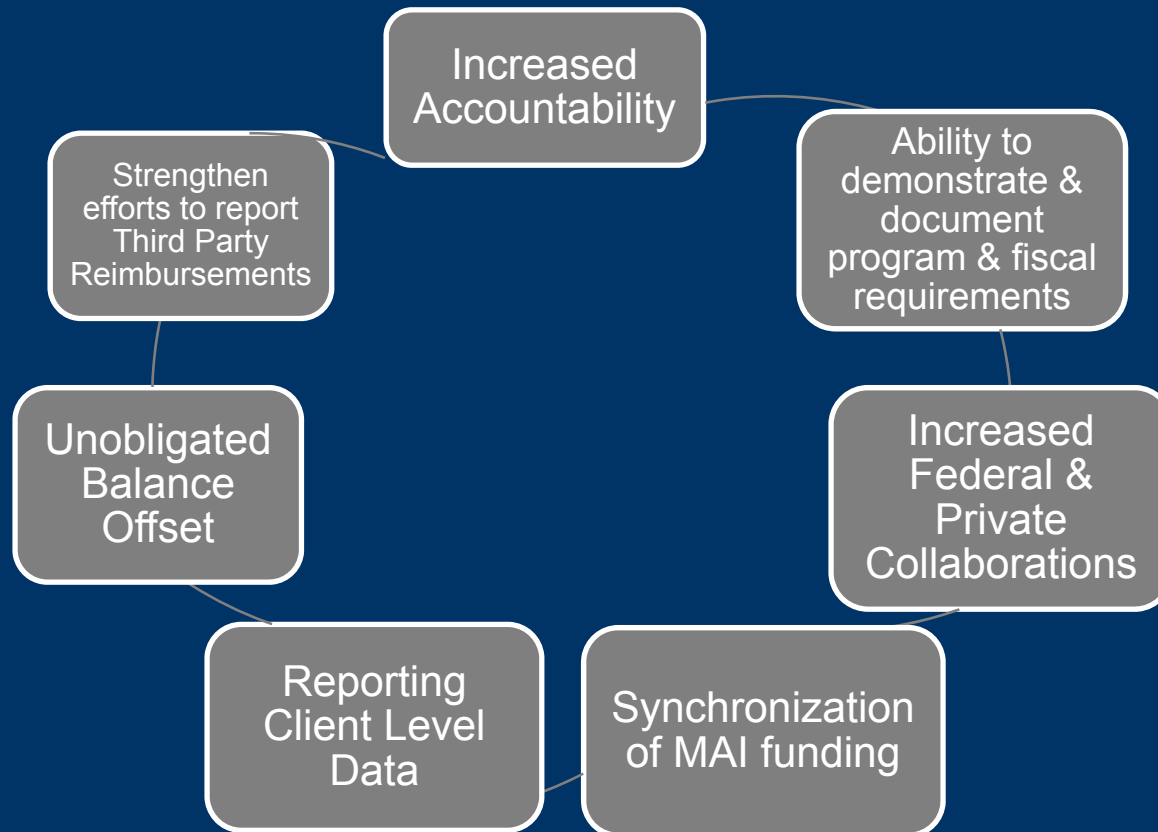 Increased
Accountability
Ability to
demonstrate &
document
program & fiscal
requirements
Increased
Federal &
Private
Collaborations
Synchronization
of MAI funding
Reporting
Client Level
Data
Unobligated
Balance
Offset
Strengthen
efforts to report
Third Party
Reimbursements